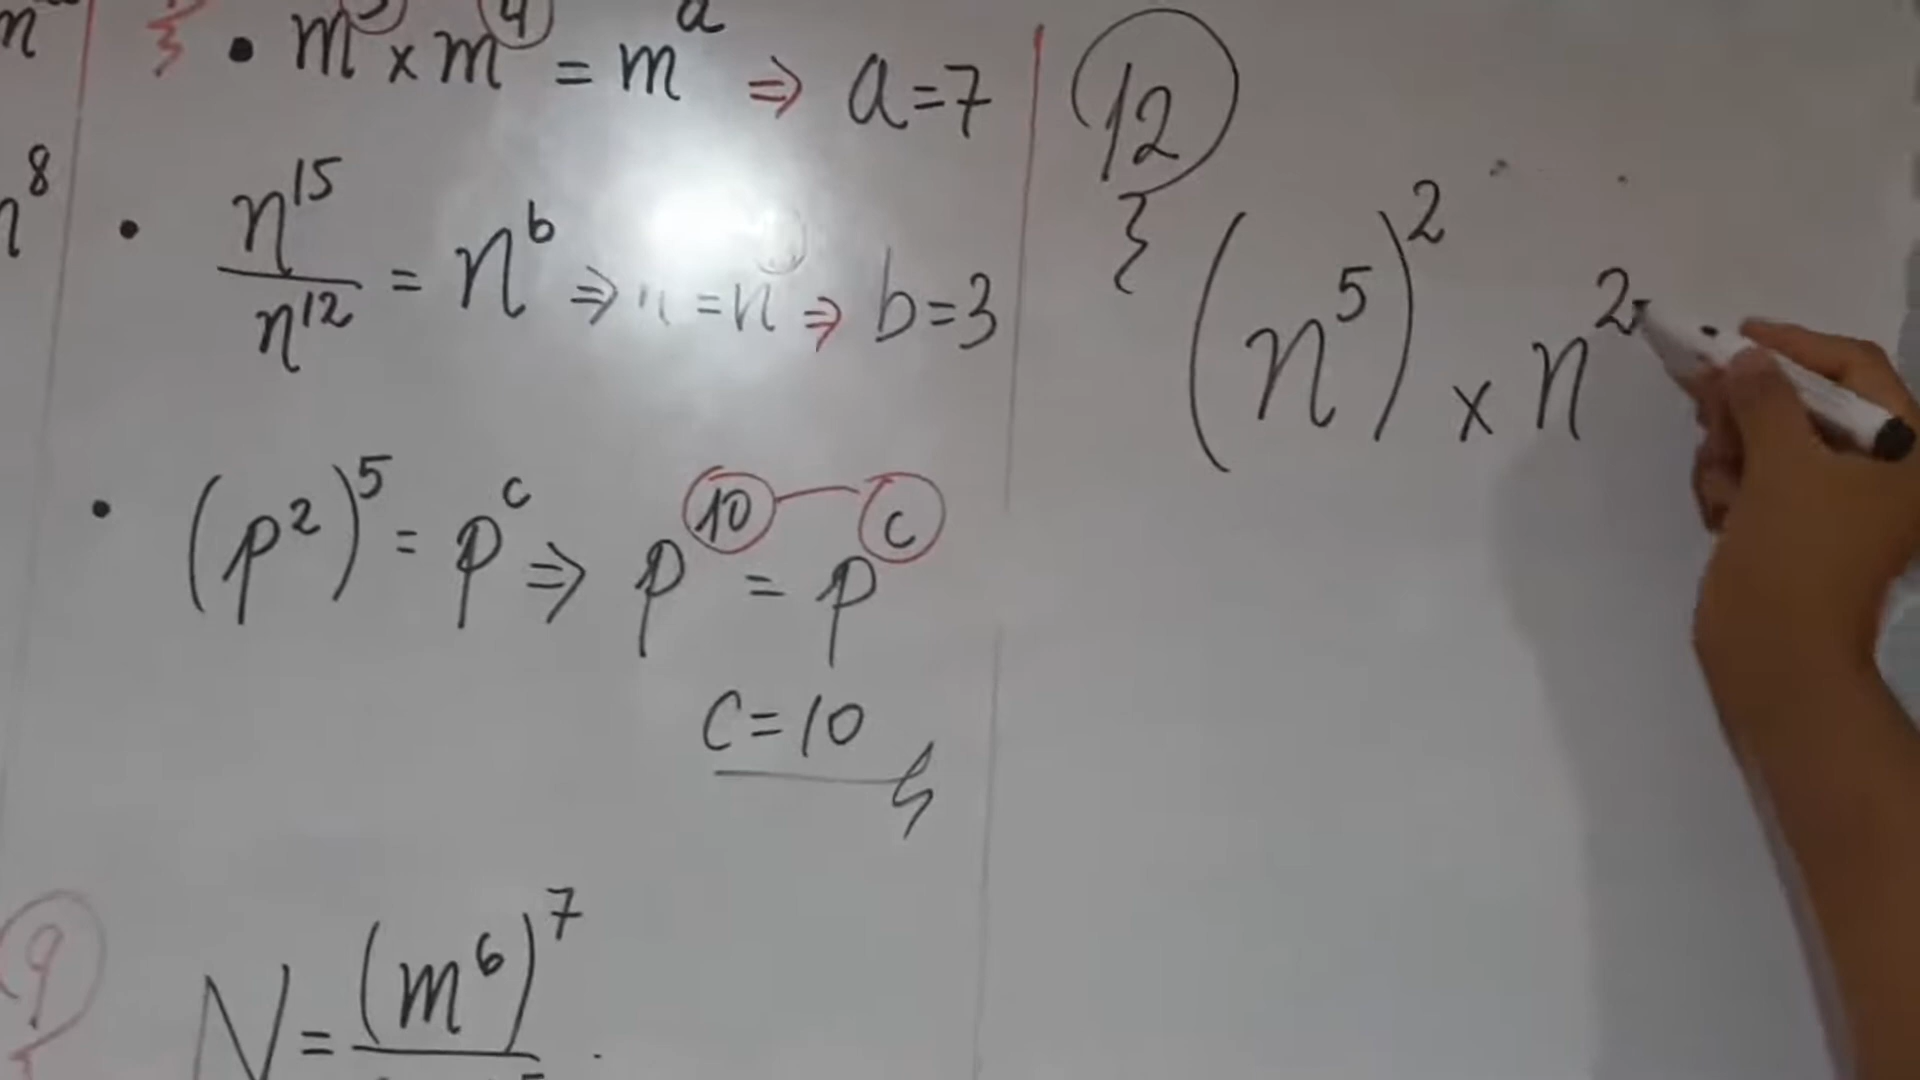 • m³ × m⁴ = mᵃ ⇒ a=7
n⁸
• n¹⁵ / n¹² = nᵇ ⇒ n = n ⇒ b=3
• (p²)⁵ = pᶜ ⇒ p¹⁰ = pᶜ
c=10
9
N = (m⁶)⁷
12
(n⁵)² × n²